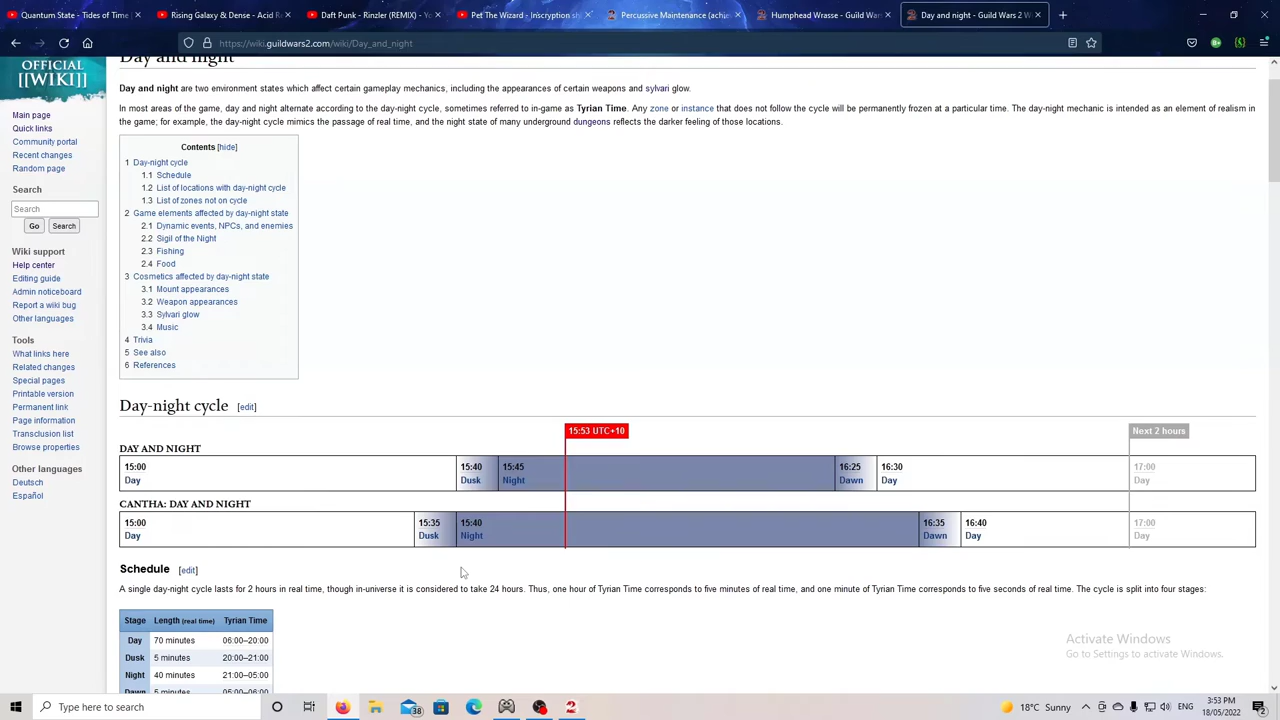 Quantum State - "Times of
Rising Galaxy & Dense - Acid R
Daft Punk - Rinzler (REMIX) - Yo
Pet The Wizard - Inscryption s
Percussive Maintenance (achie
Humphead Wrasse - Guild War
Day and night - Guild Wars 2 W
https://wiki.guildwars2.com/wiki/Day_and_night
OFFICIAL
[[WIKI]]
Day and night
Day and night are two environment states which affect certain gameplay mechanics, including the appearances of certain weapons and sylvari glow.
In most areas of the game, day and night alternate according to the day-night cycle, sometimes referred to in-game as Tyrian Time. Any zone or instance that does not follow the cycle will be permanently frozen at a particular time. The day-night mechanic is intended as an element of realism in
the game; for example, the day-night cycle mimics the passage of real time, and the night state of many underground dungeons reflects the darker feeling of those locations.
Main page
Quick links
Community portal
Recent changes
Random page
Search
Search
Go Search
Wiki support
Help center
Editing guide
Admin noticeboard
Report a wiki bug
Other languages
Tools
What links here
Related changes
Special pages
Printable version
Permanent link
Page information
Transclusion list
Browse properties
Other languages
Deutsch
Español
Contents [hide]
1 Day-night cycle
1.1 Schedule
1.2 List of locations with day-night cycle
1.3 List of zones not on cycle
2 Game elements affected by day-night state
2.1 Dynamic events, NPCs, and enemies
2.2 Sigil of the Night
2.3 Fishing
2.4 Food
3 Cosmetics affected by day-night state
3.1 Mount appearances
3.2 Weapon appearances
3.3 Sylvari glow
3.4 Music
4 Trivia
5 See also
6 References
Day-night cycle [edit]
15:53 UTC+10 Next 2 hours
DAY AND NIGHT
15:00 15:40 15:45 16:25 16:30 17:00
Day Dusk Night Dawn Day Day
CANTHA: DAY AND NIGHT
15:00 15:35 15:40 16:35 16:40 17:00
Day Dusk Night Dawn Day Day
Schedule [edit]
A single day-night cycle lasts for 2 hours in real time, though in-universe it is considered to take 24 hours. Thus, one hour of Tyrian Time corresponds to five minutes of real time, and one minute of Tyrian Time corresponds to five seconds of real time. The cycle is split into four stages:
Stage Length (real time) Tyrian Time
Day 70 minutes 06:00–20:00
Dusk 5 minutes 20:00–21:00
Night 40 minutes 21:00–05:00
Dawn 5 minutes 05:00–06:00
Activate Windows
Go to Settings to activate Windows.
Type here to search
38
18°C Sunny
ENG
3:53 PM
18/05/2022
2